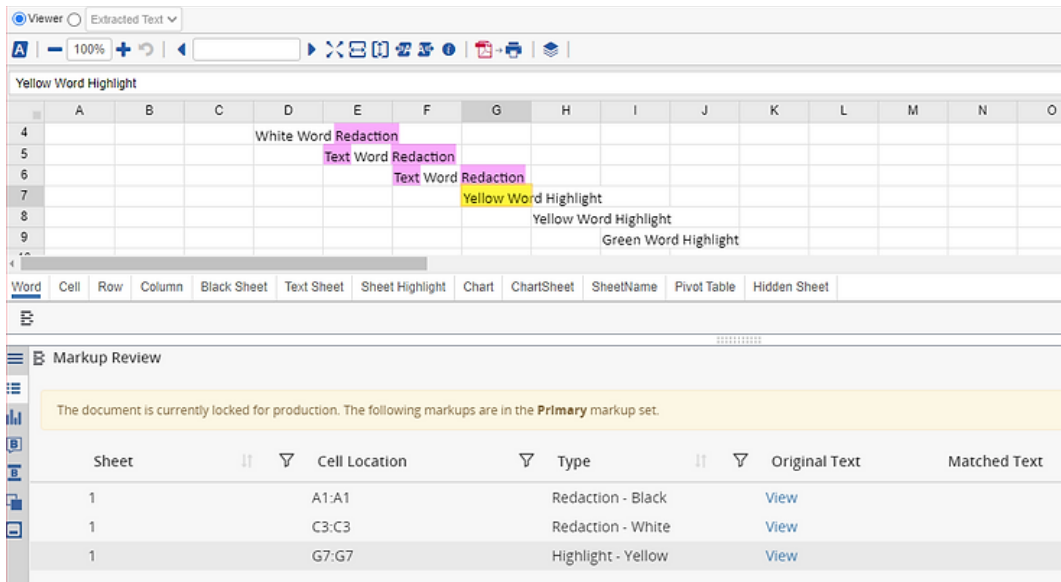 Viewer Extracted Text
A 100%
Yellow Word Highlight
A B C D E F G H I J K L M N O
4 White Word Redaction
5 Text Word Redaction
6 Text Word Redaction
7 Yellow Word Highlight
8 Yellow Word Highlight
9 Green Word Highlight
Word Cell Row Column Black Sheet Text Sheet Sheet Highlight Chart ChartSheet SheetName Pivot Table Hidden Sheet
Markup Review
The document is currently locked for production. The following markups are in the Primary markup set.
Sheet Cell Location Type Original Text Matched Text
1 A1:A1 Redaction - Black View
1 C3:C3 Redaction - White View
1 G7:G7 Highlight - Yellow View